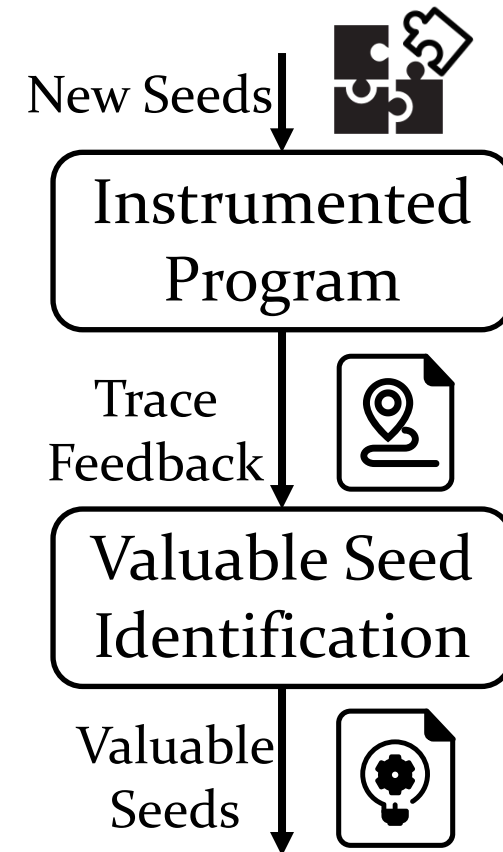 New Seeds
Instrumented
Program
Trace
Feedback
Valuable Seed
Identification
Valuable
Seeds